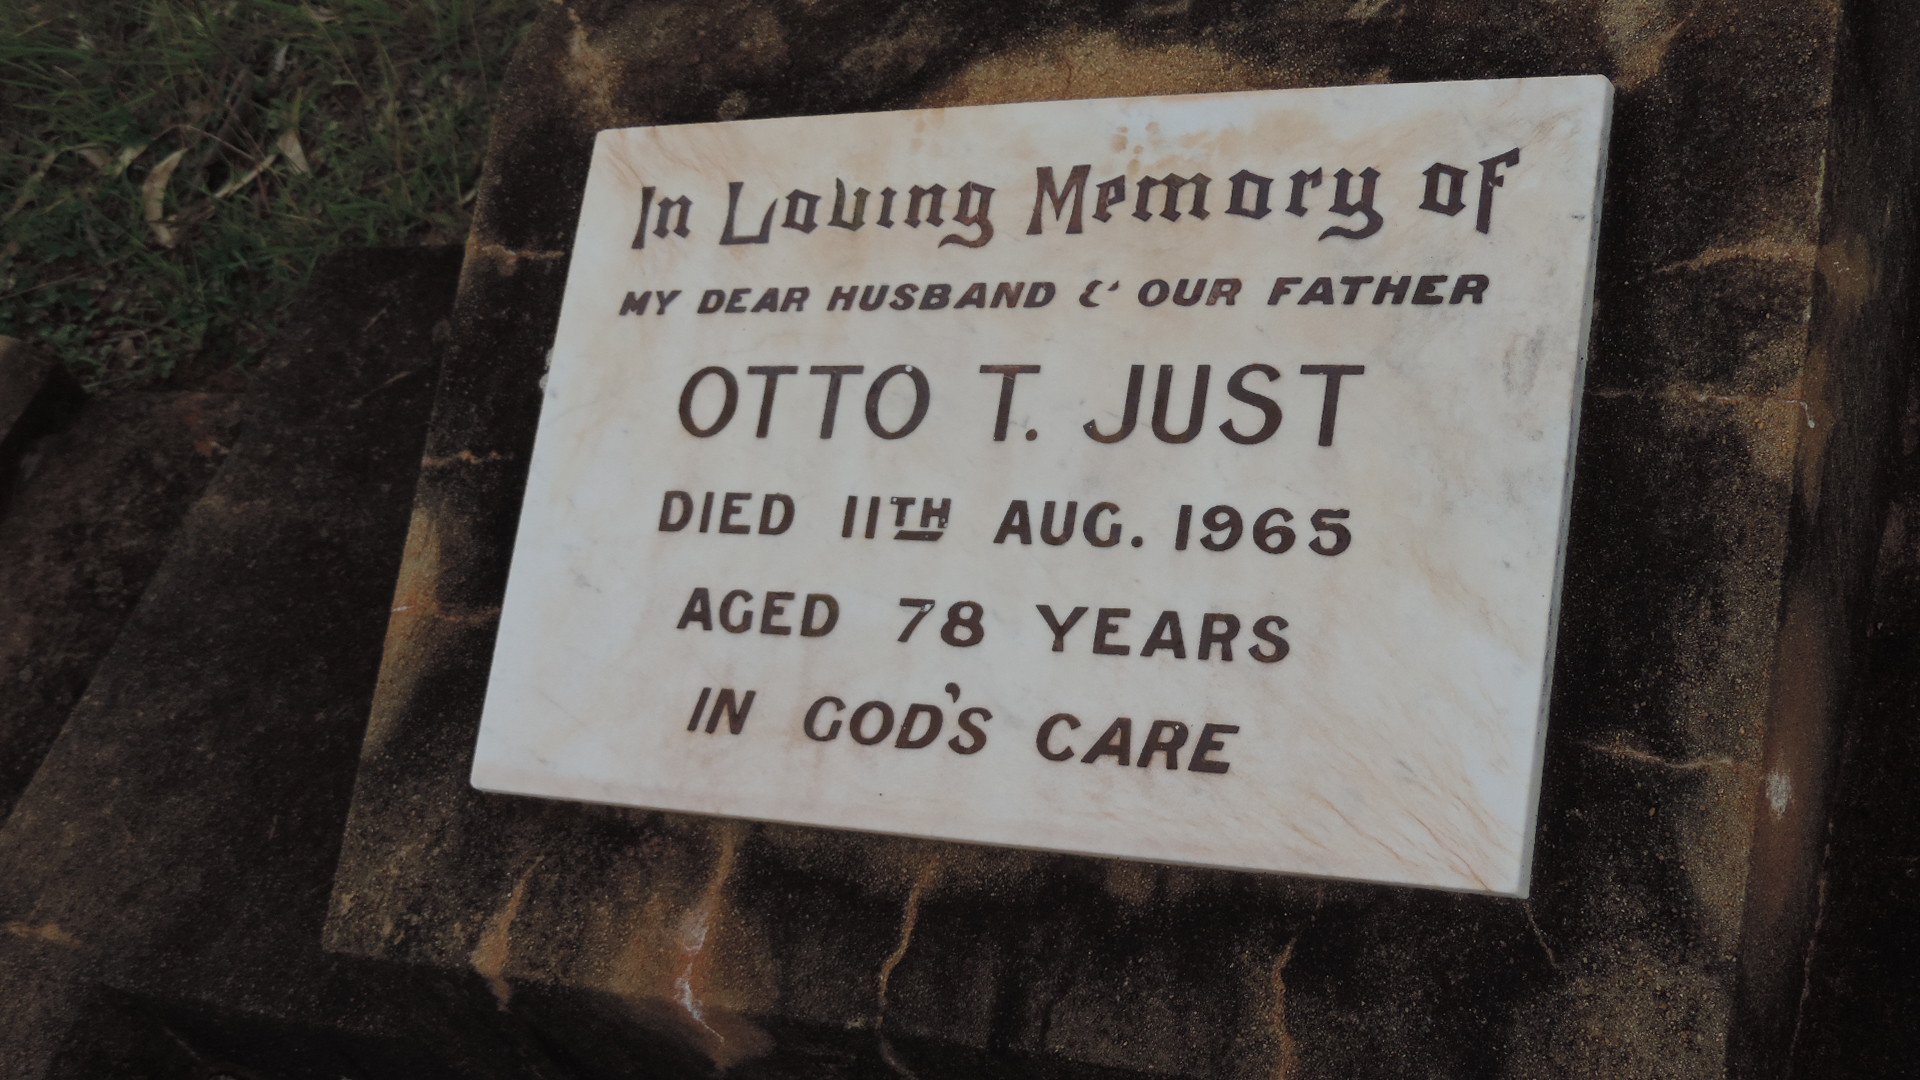 In Loving Memory of
MY DEAR HUSBAND & OUR FATHER
OTTO T. JUST
DIED 11TH AUG. 1965
AGED 78 YEARS
IN GOD'S CARE